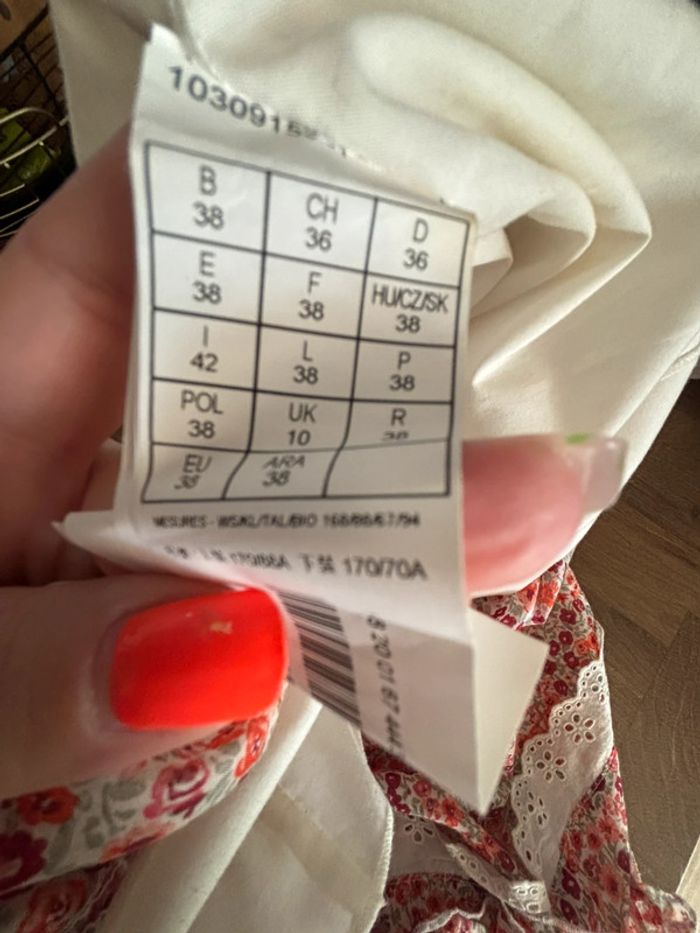 B CH D
38 36 36
E F HU/CZ/SK
38 38 38
I L P
42 38 38
POL UK R
38 10
EU ARA
38 38
MESURES - WS/KL/TAL/BIO 168/86/67/94
170/70A